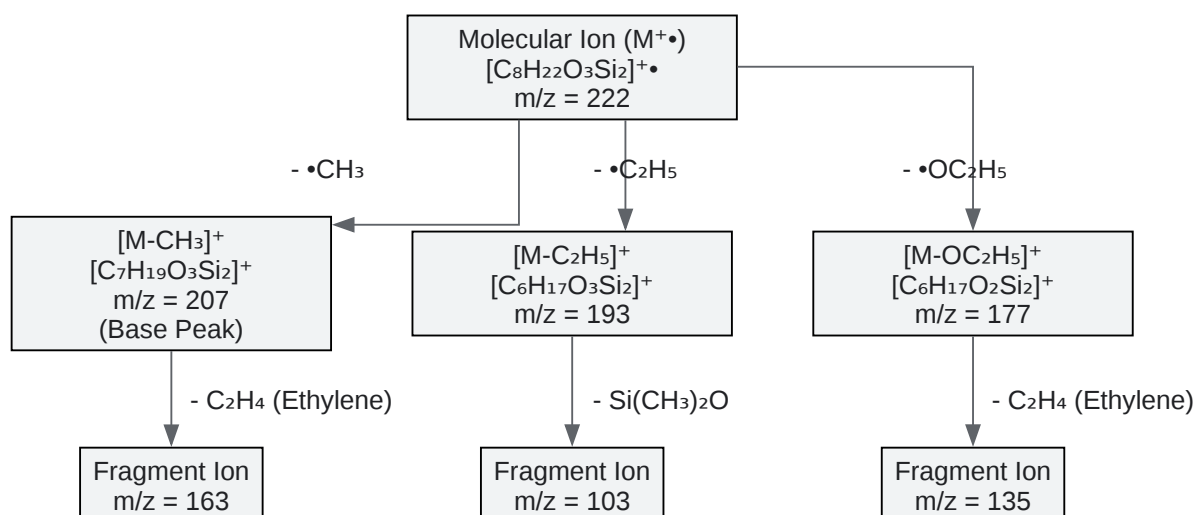 Molecular Ion (M⁺•)
[C₈H₂₂O₃Si₂]⁺•
m/z = 222
- •CH₃
- •C₂H₅
- •OC₂H₅
[M-CH₃]⁺
[C₇H₁₉O₃Si₂]⁺
m/z = 207
(Base Peak)
[M-C₂H₅]⁺
[C₆H₁₇O₃Si₂]⁺
m/z = 193
[M-OC₂H₅]⁺
[C₆H₁₇O₂Si₂]⁺
m/z = 177
- C₂H₄ (Ethylene)
- Si(CH₃)₂O
- C₂H₄ (Ethylene)
Fragment Ion
m/z = 163
Fragment Ion
m/z = 103
Fragment Ion
m/z = 135